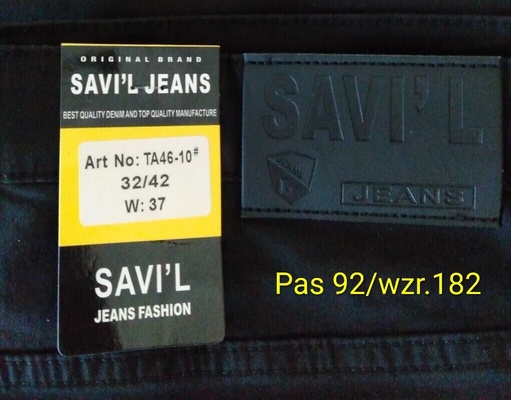 ORIGINAL BRAND
SAVI'L JEANS
BEST QUALITY DENIM AND TOP QUALITY MANUFACTURE
Art No: TA46-10#
32/42
W: 37
SAVI'L
JEANS FASHION
SAVI'L
JEANS
JEANS
Pas 92/wzr.182